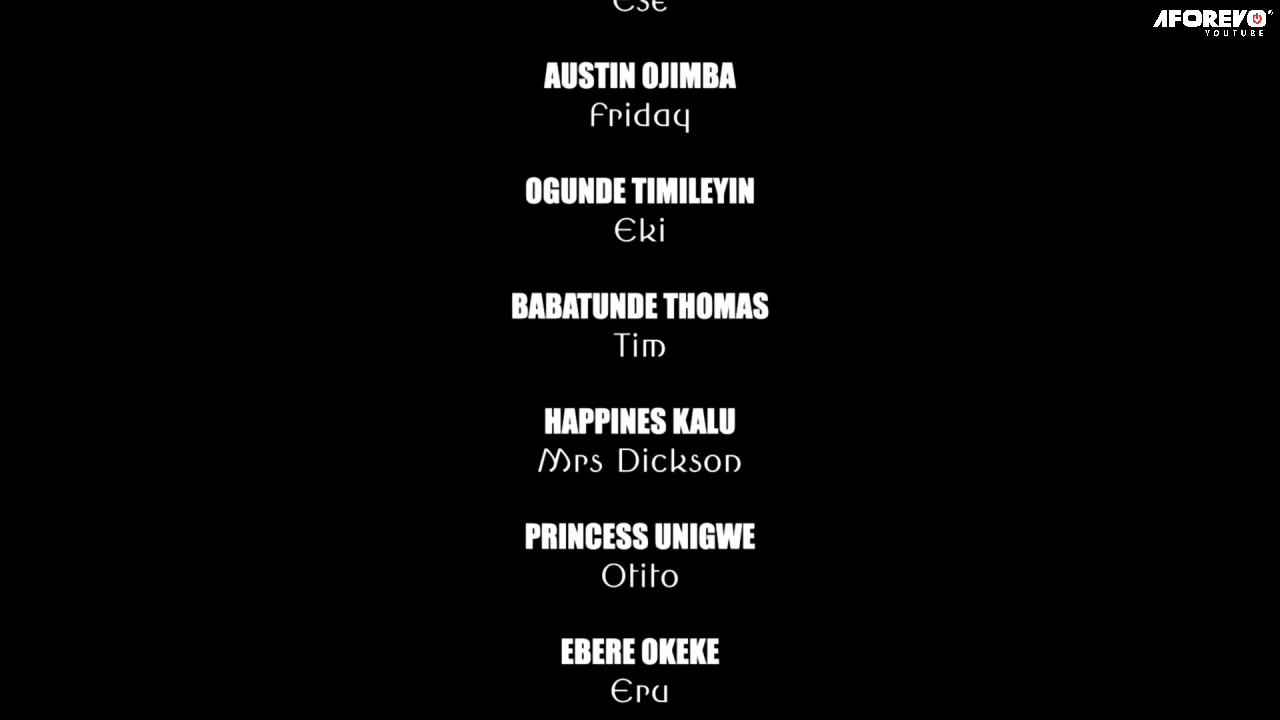 Ese
AFOREVO
YOUTUBE
AUSTIN OJIMBA
Friday
OGUNDE TIMILEYIN
Eki
BABATUNDE THOMAS
Tim
HAPPINES KALU
Mrs Dickson
PRINCESS UNIGWE
Otito
EBERE OKEKE
Eru